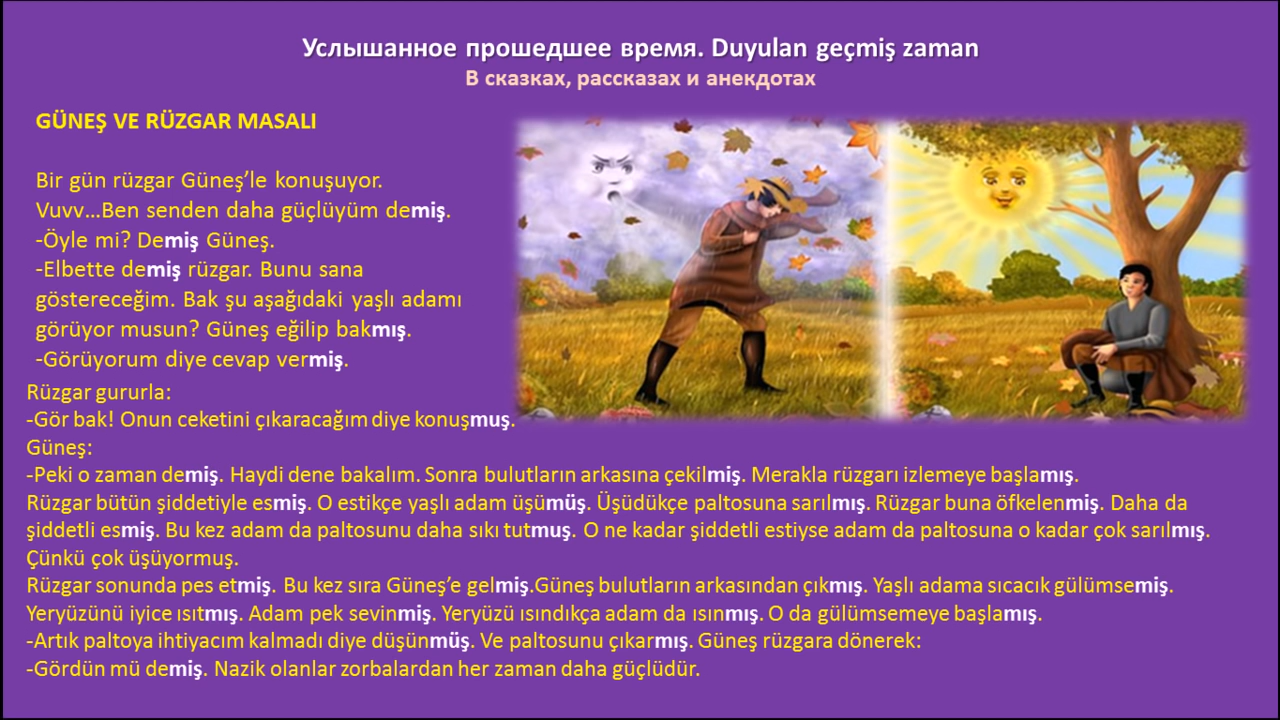 Услышанное прошедшее время. Duyulan geçmiş zaman
В сказках, рассказах и анекдотах
GÜNEŞ VE RÜZGAR MASALI
Bir gün rüzgar Güneş’le konuşuyor.
Vuvv…Ben senden daha güçlüyüm demiş.
-Öyle mi? Demiş Güneş.
-Elbette demiş rüzgar. Bunu sana
göstereceğim. Bak şu aşağıdaki yaşlı adamı
görüyor musun? Güneş eğilip bakmış.
-Görüyorum diye cevap vermiş.
Rüzgar gururla:
-Gör bak! Onun ceketini çıkaracağım diye konuşmuş.
Güneş:
-Peki o zaman demiş. Haydi dene bakalım. Sonra bulutların arkasına çekilmiş. Merakla rüzgarı izlemeye başlamış.
Rüzgar bütün şiddetiyle esmiş. O estikçe yaşlı adam üşümüş. Üşüdükçe paltosuna sarılmış. Rüzgar buna öfkelenmiş. Daha da
şiddetli esmiş. Bu kez adam da paltosunu daha sıkı tutmuş. O ne kadar şiddetli estiyse adam da paltosuna o kadar çok sarılmış.
Çünkü çok üşüyormuş.
Rüzgar sonunda pes etmiş. Bu kez sıra Güneş’e gelmiş.Güneş bulutların arkasından çıkmış. Yaşlı adama sıcacık gülümsemiş.
Yeryüzünü iyice ısıtmış. Adam pek sevinmiş. Yeryüzü ısındıkça adam da ısınmış. O da gülümsemeye başlamış.
-Artık paltoya ihtiyacım kalmadı diye düşünmüş. Ve paltosunu çıkarmış. Güneş rüzgara dönerek:
-Gördün mü demiş. Nazik olanlar zorbalardan her zaman daha güçlüdür.